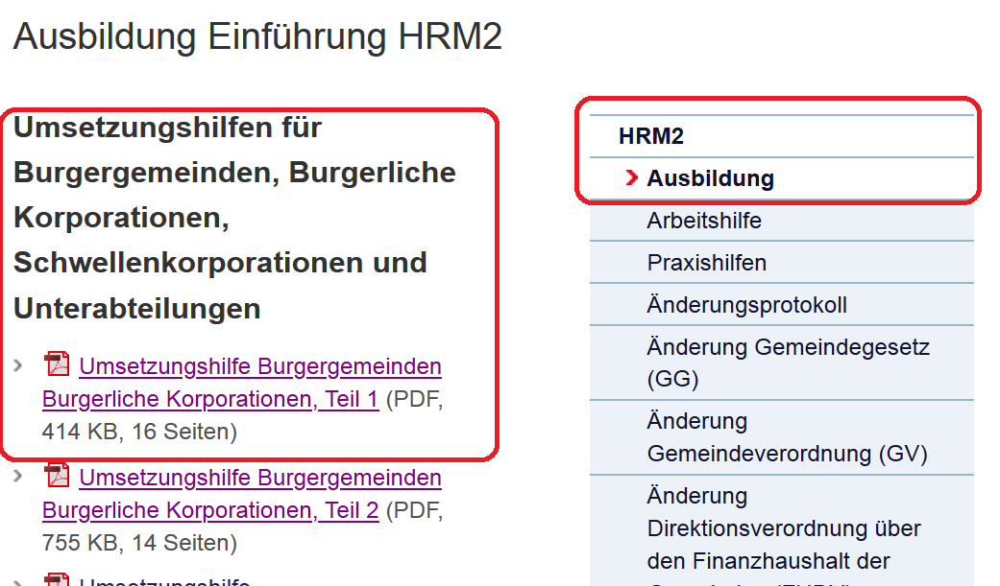 Ausbildung Einführung HRM2
Umsetzungshilfen für
Burgergemeinden, Burgerliche
Korporationen,
Schwellenkorporationen und
Unterabteilungen
Umsetzungshilfe Burgergemeinden
Burgerliche Korporationen, Teil 1 (PDF,
414 KB, 16 Seiten)
Umsetzungshilfe Burgergemeinden
Burgerliche Korporationen, Teil 2 (PDF,
755 KB, 14 Seiten)
Umsetzungshilfe
HRM2
Ausbildung
Arbeitshilfe
Praxishilfen
Änderungsprotokoll
Änderung Gemeindegesetz
(GG)
Änderung
Gemeindeverordnung (GV)
Änderung
Direktionsverordnung über
den Finanzhaushalt der